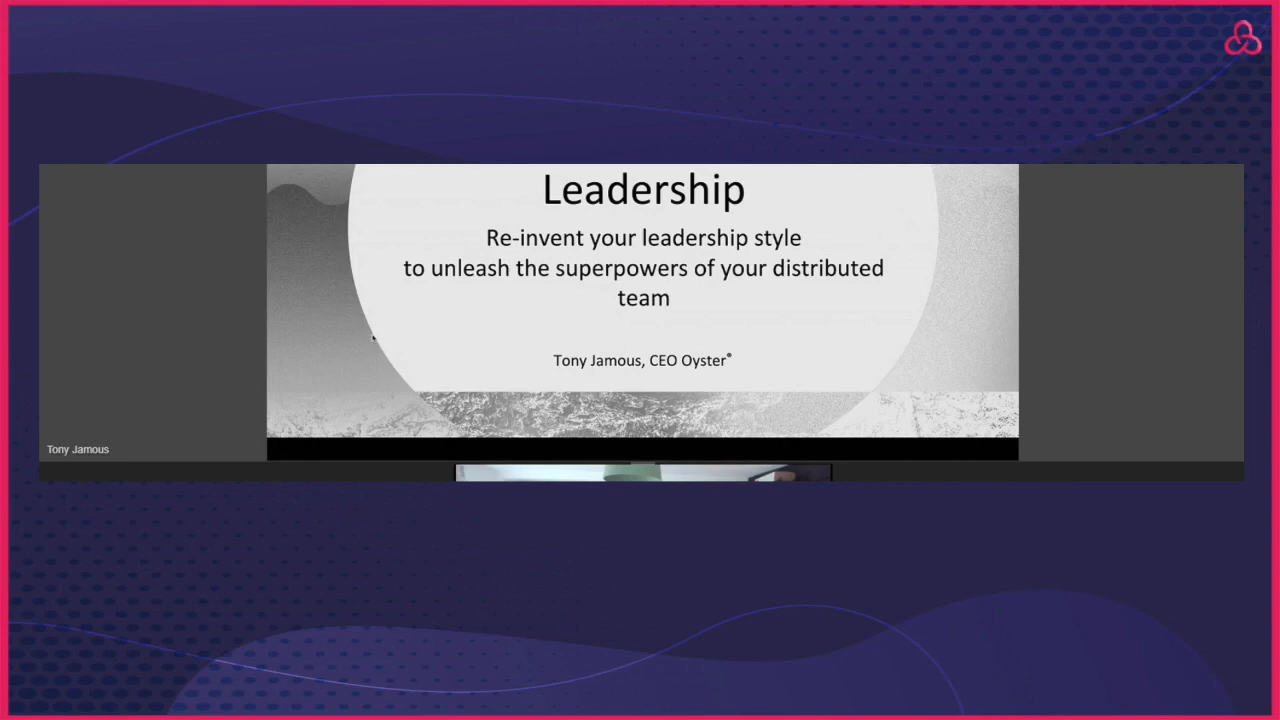 Leadership
Re-invent your leadership style
to unleash the superpowers of your distributed
team
Tony Jamous, CEO Oyster®
Tony Jamous